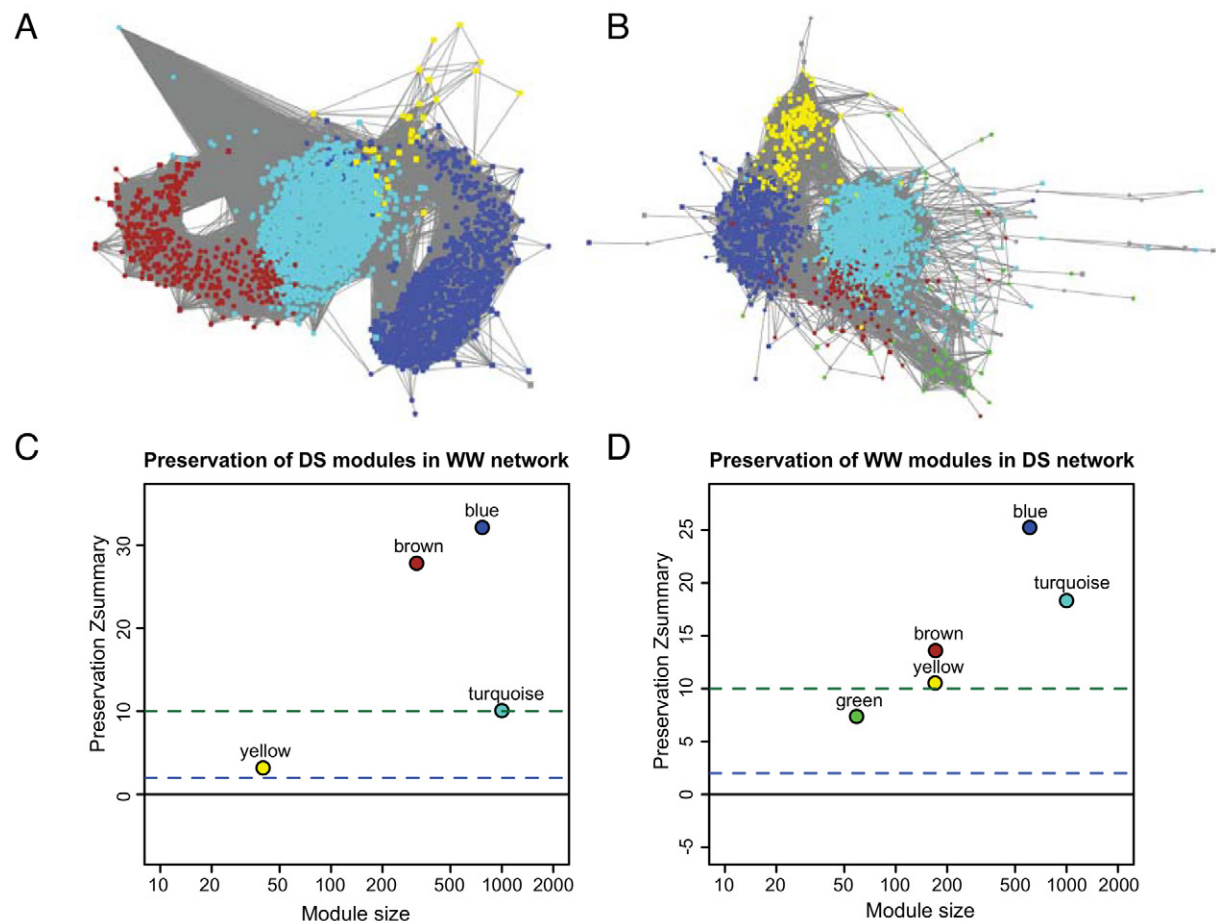 A
B
C
Preservation of DS modules in WW network
Preservation Zsummary
30
20
10
0
blue
brown
turquoise
yellow
10 20 50 100 200 500 1000 2000
Module size
D
Preservation of WW modules in DS network
Preservation Zsummary
25
20
15
10
5
0
-5
blue
turquoise
brown
yellow
green
10 20 50 100 200 500 1000 2000
Module size